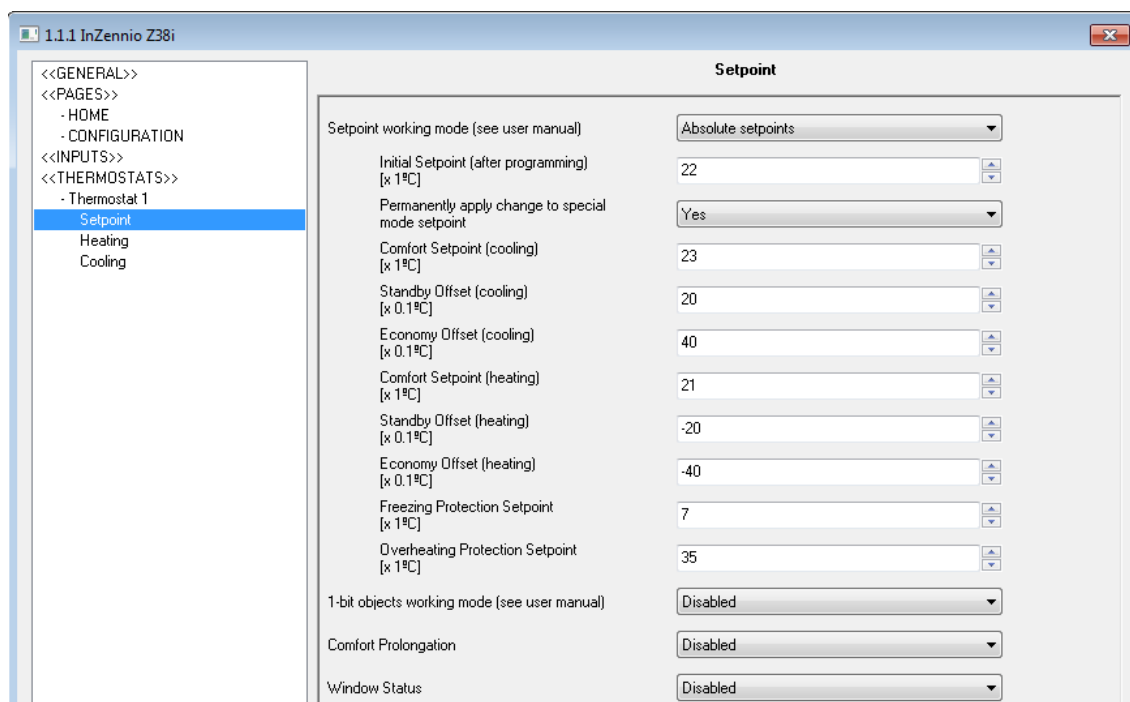 1.1.1 InZennio Z38i
<<GENERAL>>
<<PAGES>>
- HOME
- CONFIGURATION
<<INPUTS>>
<<THERMOSTATS>>
- Thermostat 1
Setpoint
Heating
Cooling
Setpoint
Setpoint working mode (see user manual)
Absolute setpoints
Initial Setpoint (after programming)
[x 1ºC]
22
Permanently apply change to special
mode setpoint
Yes
Comfort Setpoint (cooling)
[x 1ºC]
23
Standby Offset (cooling)
[x 0.1ºC]
20
Economy Offset (cooling)
[x 0.1ºC]
40
Comfort Setpoint (heating)
[x 1ºC]
21
Standby Offset (heating)
[x 0.1ºC]
-20
Economy Offset (heating)
[x 0.1ºC]
-40
Freezing Protection Setpoint
[x 1ºC]
7
Overheating Protection Setpoint
[x 1ºC]
35
1-bit objects working mode (see user manual)
Disabled
Comfort Prolongation
Disabled
Window Status
Disabled